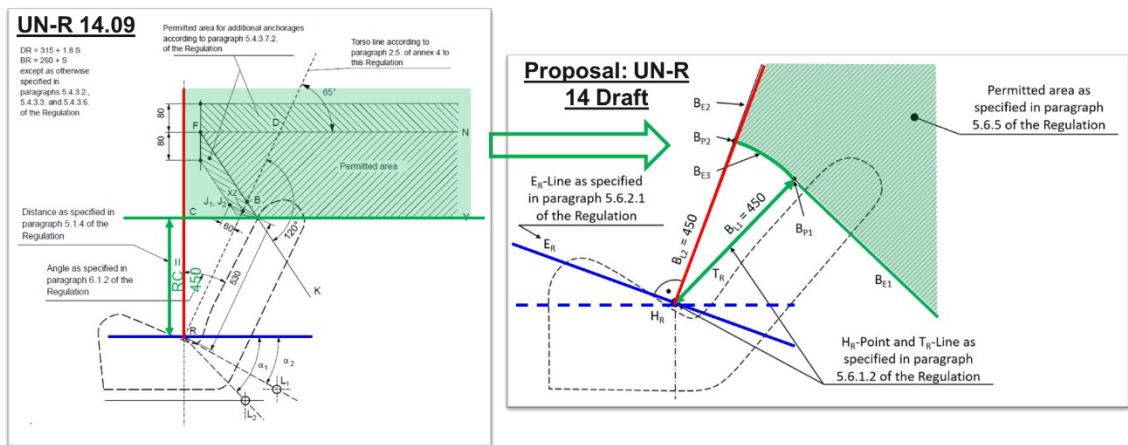 UN-R 14.09
DR = 315 + 1.8 S
BR = 260 + S
except as otherwise
specified in
paragraphs 5.4.3.2.,
5.4.3.3. and 5.4.3.6.
of the Regulation
Permitted area for additional anchorages
according to paragraph 5.4.3.7.2.
of the Regulation
Torso line according to
paragraph 2.5. of annex 4 to
this Regulation
65°
80
F
D
N
80
Permitted area
XZ
J1, J2
B
C
Y
60
120°
Distance as specified in
paragraph 5.1.4 of
the Regulation
Angle as specified in
paragraph 6.1.2 of the
Regulation
RC =
450
530
K
R
α1
α2
L1
L2
Proposal: UN-R
14 Draft
BE2
BP2
BE3
Permitted area as
specified in paragraph
5.6.5 of the Regulation
ER-Line as specified
in paragraph 5.6.2.1
of the Regulation
ER
BL2 = 450
BL1 = 450
BP1
TR
BE1
HR
HR-Point and TR-Line as
specified in paragraph
5.6.1.2 of the Regulation